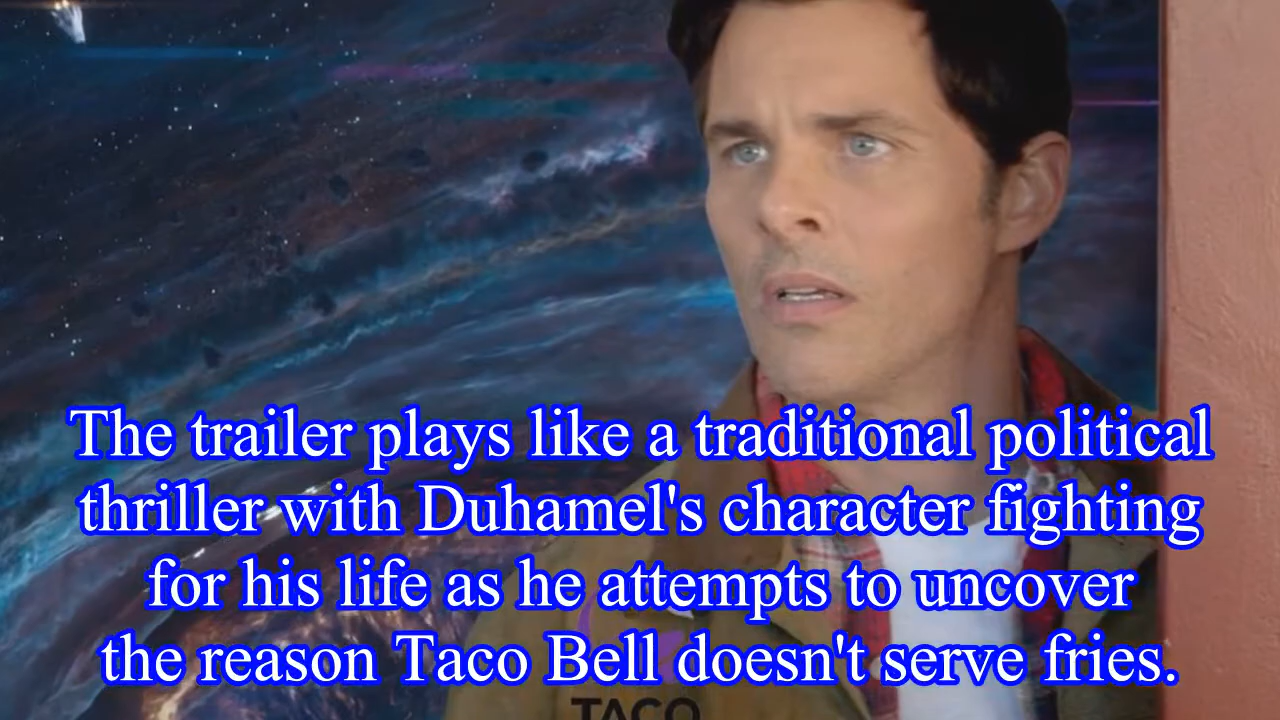 The trailer plays like a traditional political
thriller with Duhamel's character fighting
for his life as he attempts to uncover
the reason Taco Bell doesn't serve fries.
TACO